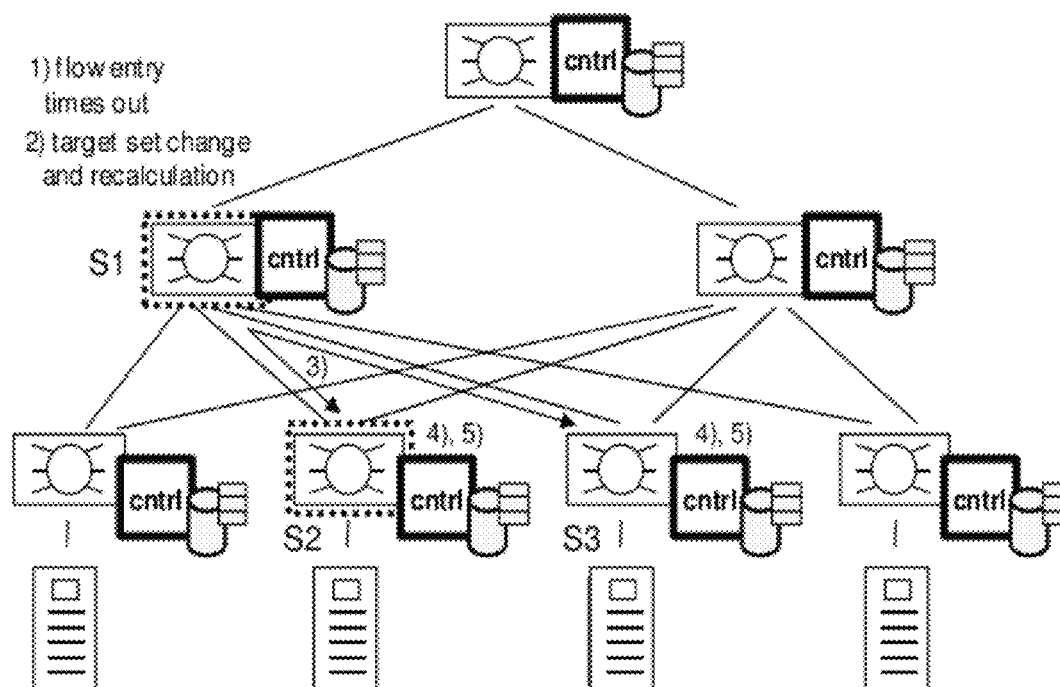 cntrl
1) flow entry
times out
2) target set change
and recalculation
S1
cntrl
cntrl
3)
4), 5)
4), 5)
cntrl
cntrl
cntrl
cntrl
S2
S3